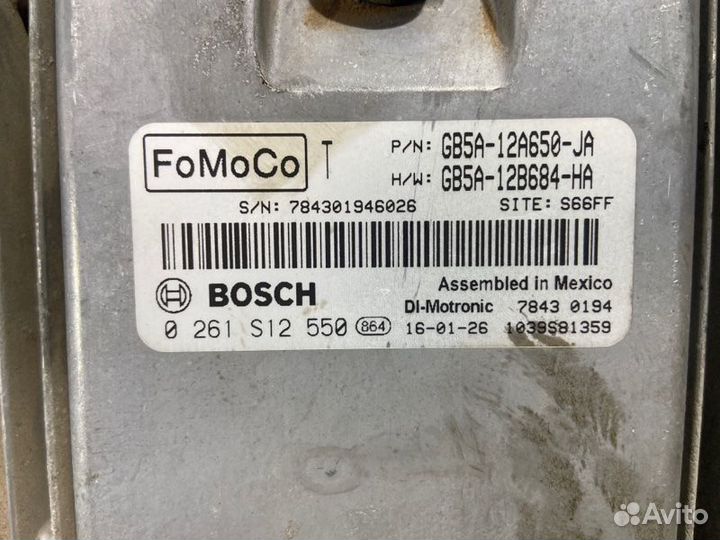 FoMoCo T
P/N: GB5A-12A650-JA
H/W: GB5A-12B684-HA
S/N: 784301946026 SITE: S66FF
BOSCH
Assembled in Mexico
DI-Motronic 7843 0194
0 261 S12 550 864 16-01-26 1039S91359
Avito